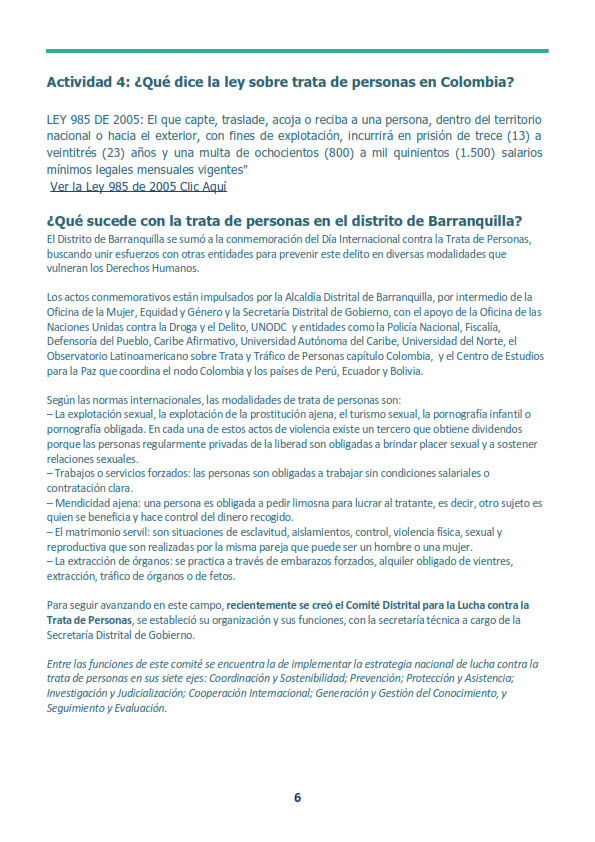 Actividad 4: ¿Qué dice la ley sobre trata de personas en Colombia?
LEY 985 DE 2005: El que capte, traslade, acoja o reciba a una persona, dentro del territorio
nacional o hacia el exterior, con fines de explotación, incurrirá en prisión de trece (13) a
veintitrés (23) años y una multa de ochocientos (800) a mil quinientos (1.500) salarios
mínimos legales mensuales vigentes"
Ver la Ley 985 de 2005 Clic Aquí
¿Qué sucede con la trata de personas en el distrito de Barranquilla?
El Distrito de Barranquilla se sumó a la conmemoración del Día Internacional contra la Trata de Personas,
buscando unir esfuerzos con otras entidades para prevenir este delito en diversas modalidades que
vulneran los Derechos Humanos.
Los actos conmemorativos están impulsados por la Alcaldía Distrital de Barranquilla, por intermedio de la
Oficina de la Mujer, Equidad y Género y la Secretaría Distrital de Gobierno, con el apoyo de la Oficina de las
Naciones Unidas contra la Droga y el Delito, UNODC y entidades como la Policía Nacional, Fiscalía,
Defensoría del Pueblo, Caribe Afirmativo, Universidad Autónoma del Caribe, Universidad del Norte, el
Observatorio Latinoamericano sobre Trata y Tráfico de Personas capítulo Colombia, y el Centro de Estudios
para la Paz que coordina el nodo Colombia y los países de Perú, Ecuador y Bolivia.
Según las normas internacionales, las modalidades de trata de personas son:
– La explotación sexual, la explotación de la prostitución ajena, el turismo sexual, la pornografía infantil o
pornografía obligada. En cada una de estos actos de violencia existe un tercero que obtiene dividendos
porque las personas regularmente privadas de la liberad son obligadas a brindar placer sexual y a sostener
relaciones sexuales.
– Trabajos o servicios forzados: las personas son obligadas a trabajar sin condiciones salariales o
contratación clara.
– Mendicidad ajena: una persona es obligada a pedir limosna para lucrar al tratante, es decir, otro sujeto es
quien se beneficia y hace control del dinero recogido.
– El matrimonio servil: son situaciones de esclavitud, aislamientos, control, violencia física, sexual y
reproductiva que son realizadas por la misma pareja que puede ser un hombre o una mujer.
– La extracción de órganos: se practica a través de embarazos forzados, alquiler obligado de vientres,
extracción, tráfico de órganos o de fetos.
Para seguir avanzando en este campo, recientemente se creó el Comité Distrital para la Lucha contra la
Trata de Personas, se estableció su organización y sus funciones, con la secretaría técnica a cargo de la
Secretaría Distrital de Gobierno.
Entre las funciones de este comité se encuentra la de implementar la estrategia nacional de lucha contra la
trata de personas en sus siete ejes: Coordinación y Sostenibilidad; Prevención; Protección y Asistencia;
Investigación y Judicialización; Cooperación Internacional; Generación y Gestión del Conocimiento, y
Seguimiento y Evaluación.
6